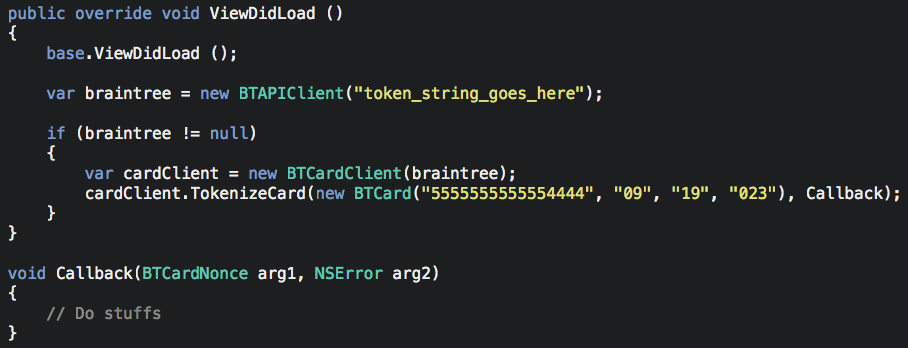 public override void ViewDidLoad ()
{
    base.ViewDidLoad ();

    var braintree = new BTAPIClient("token_string_goes_here");

    if (braintree != null)
    {
        var cardClient = new BTCardClient(braintree);
        cardClient.TokenizeCard(new BTCard("5555555555554444", "09", "19", "023"), Callback);
    }
}

void Callback(BTCardNonce arg1, NSError arg2)
{
    // Do stuffs
}